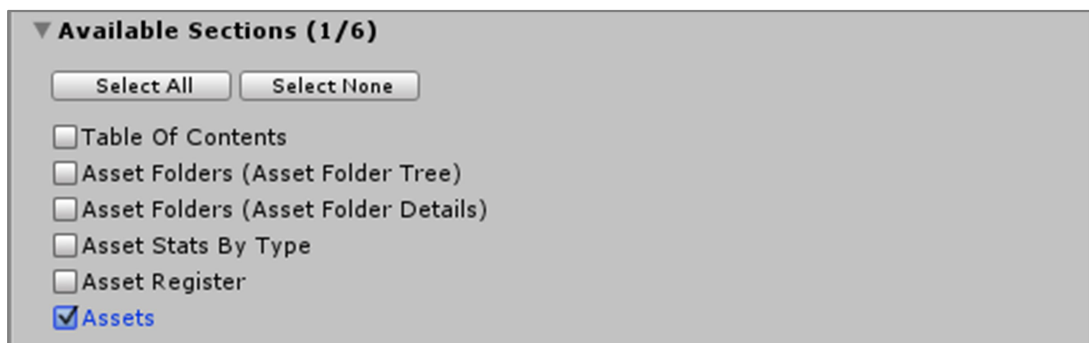 Available Sections (1/6)
Select All Select None
Table Of Contents
Asset Folders (Asset Folder Tree)
Asset Folders (Asset Folder Details)
Asset Stats By Type
Asset Register
Assets